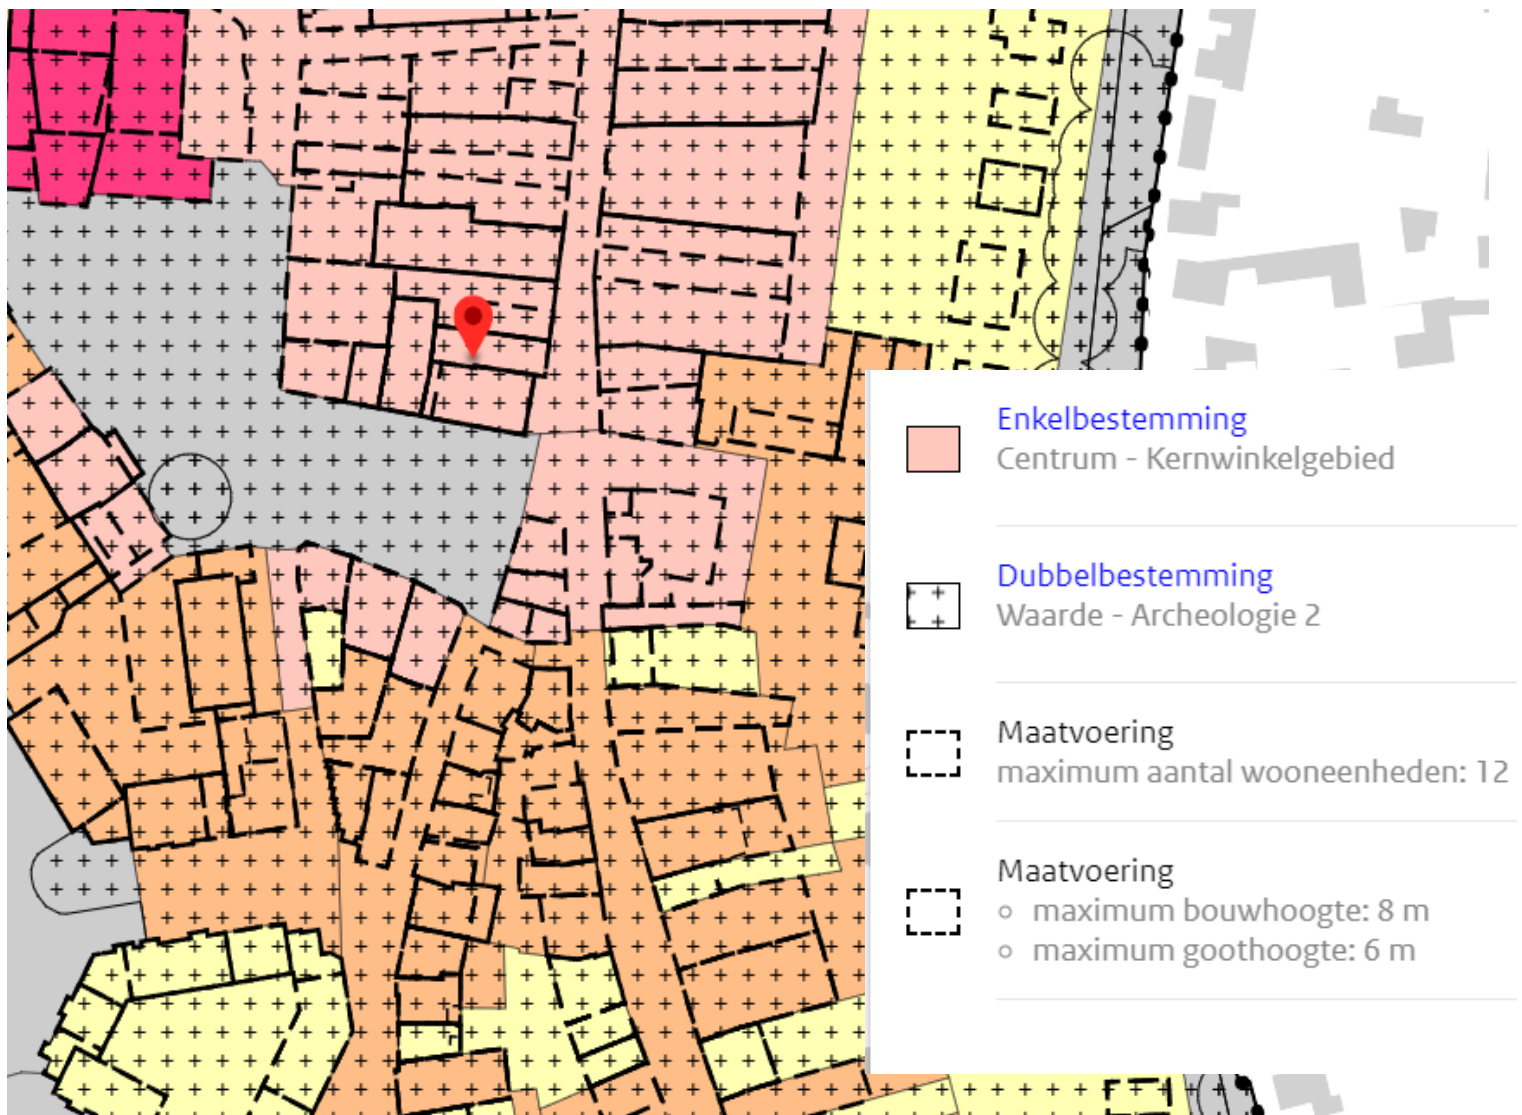 Enkelbestemming
Centrum - Kernwinkelgebied
Dubbelbestemming
Waarde - Archeologie 2
Maatvoering
maximum aantal wooneenheden: 12
Maatvoering
maximum bouwhoogte: 8 m
maximum goothoogte: 6 m